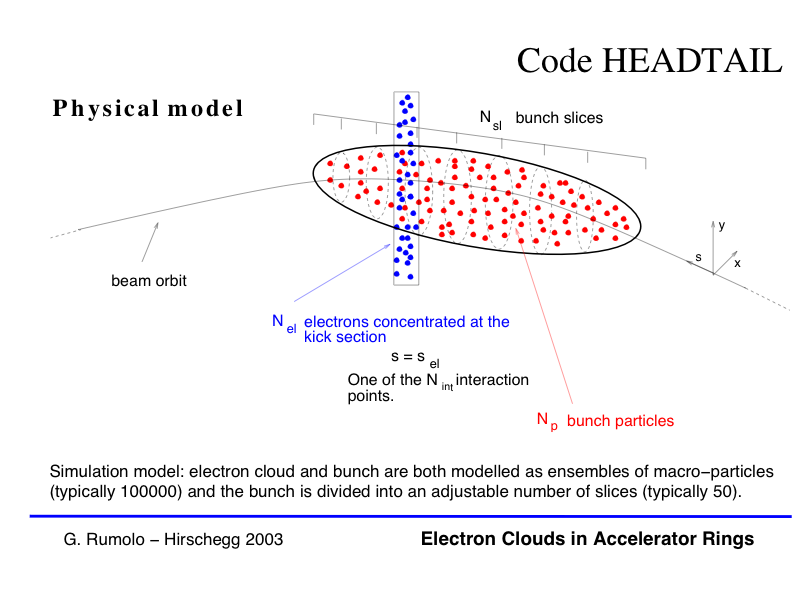 Code HEADTAIL
Physical model
N sl bunch slices
y
s
x
beam orbit
N el electrons concentrated at the
kick section
s = s el
One of the N int interaction
points.
N p bunch particles
Simulation model: electron cloud and bunch are both modelled as ensembles of macro−particles
(typically 100000) and the bunch is divided into an adjustable number of slices (typically 50).
G. Rumolo − Hirschegg 2003
Electron Clouds in Accelerator Rings